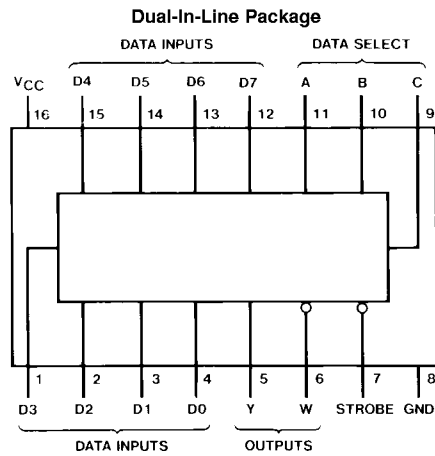 Dual-In-Line Package
DATA INPUTS DATA SELECT
VCC D4 D5 D6 D7 A B C
16 15 14 13 12 11 10 9
1 2 3 4 5 6 7 8
D3 D2 D1 D0 Y W STROBE GND
DATA INPUTS OUTPUTS